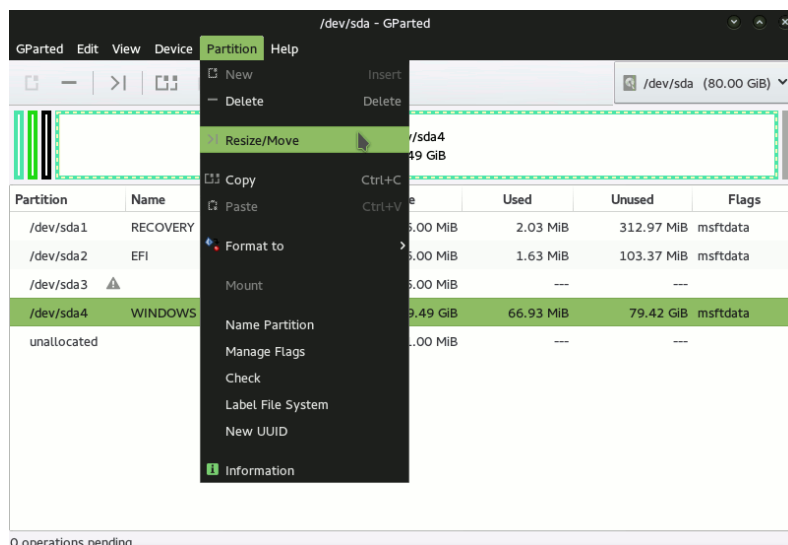 /dev/sda - GParted
GParted Edit View Device Partition Help
/dev/sda (80.00 GiB)
New Insert
Delete Delete
Resize/Move
Copy Ctrl+C
Paste Ctrl+V
Format to
Mount
Name Partition
Manage Flags
Check
Label File System
New UUID
Information
/sda4
49 GiB
Partition Name Used Unused Flags
/dev/sda1 RECOVERY 5.00 MiB 2.03 MiB 312.97 MiB msftdata
/dev/sda2 EFI 5.00 MiB 1.63 MiB 103.37 MiB msftdata
/dev/sda3 5.00 MiB --- ---
/dev/sda4 WINDOWS 9.49 GiB 66.93 MiB 79.42 GiB msftdata
unallocated .00 MiB --- ---
0 operations pending